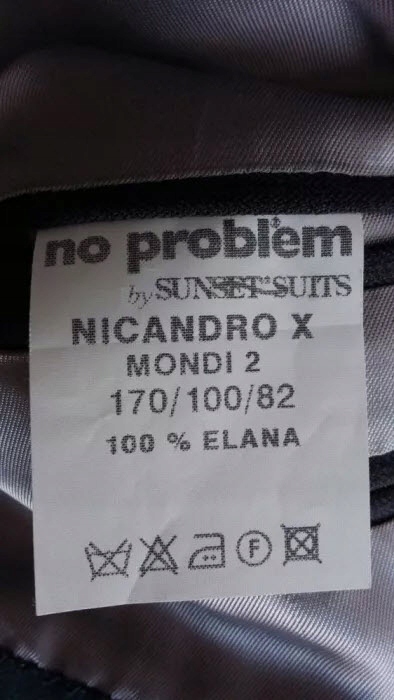 no problem
by SUNSET SUITS
NICANDRO X
MONDI 2
170/100/82
100 % ELANA
F